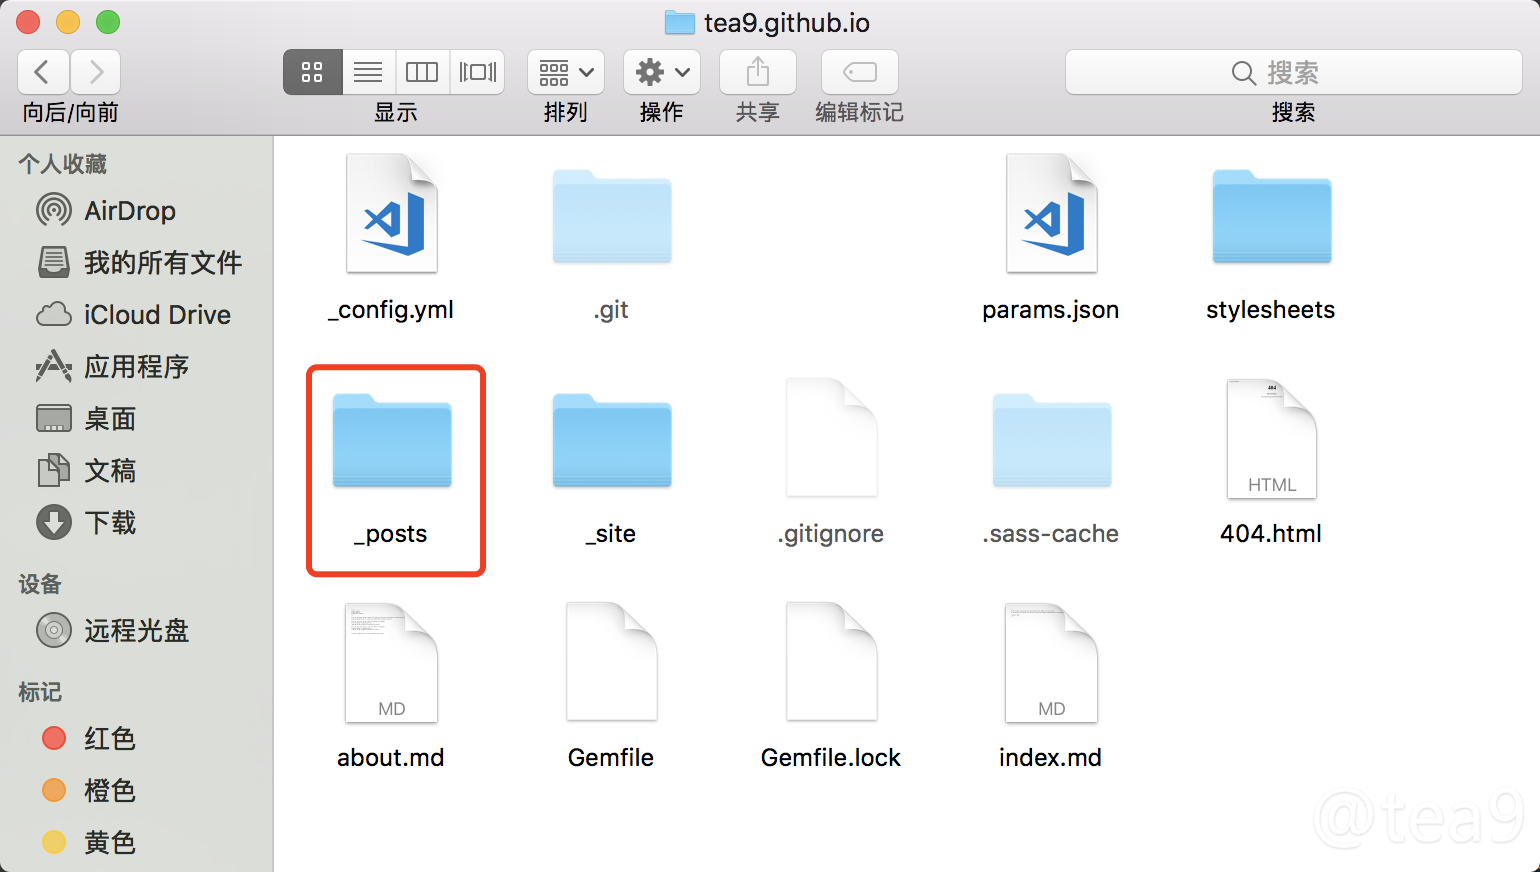 tea9.github.io
搜索
向后/向前
显示
排列
操作
共享
编辑标记
搜索
个人收藏
AirDrop
我的所有文件
iCloud Drive
应用程序
桌面
文稿
下载
设备
远程光盘
标记
红色
橙色
黄色
_config.yml
.git
params.json
stylesheets
_posts
_site
.gitignore
.sass-cache
404
HTML
404.html
MD
about.md
Gemfile
Gemfile.lock
MD
index.md
@tea9